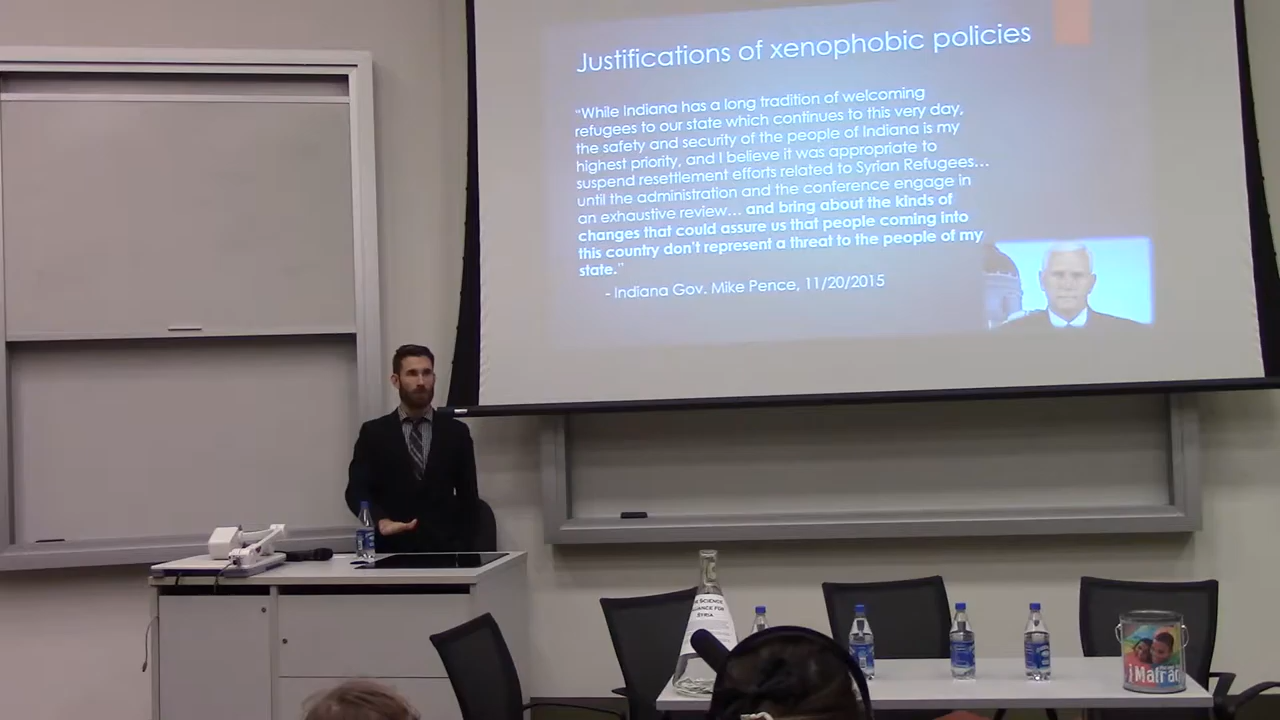 Justifications of xenophobic policies
“While Indiana has a long tradition of welcoming
refugees to our state which continues to this very day,
the safety and security of the people of Indiana is my
highest priority, and I believe it was appropriate to
suspend resettlement efforts related to Syrian Refugees…
until the administration and the conference engage in
an exhaustive review… and bring about the kinds of
changes that could assure us that people coming into
this country don't represent a threat to the people of my
state.”
- Indiana Gov. Mike Pence, 11/20/2015
SCIENCE
FOR
SYRIA